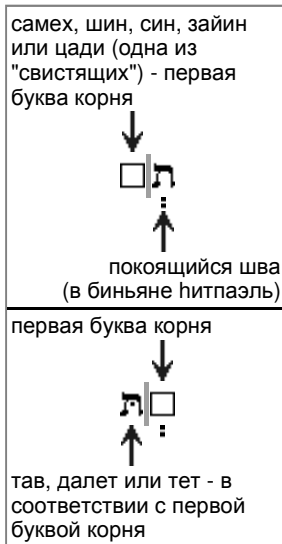 самех, шин, син, зайин
или цади (одна из
"свистящих") - первая
буква корня
תְ|□
покоящийся шва
(в биньяне hитпаэль)
первая буква корня
□ְ|תּ
тав, далет или тет - в
соответствии с первой
буквой корня